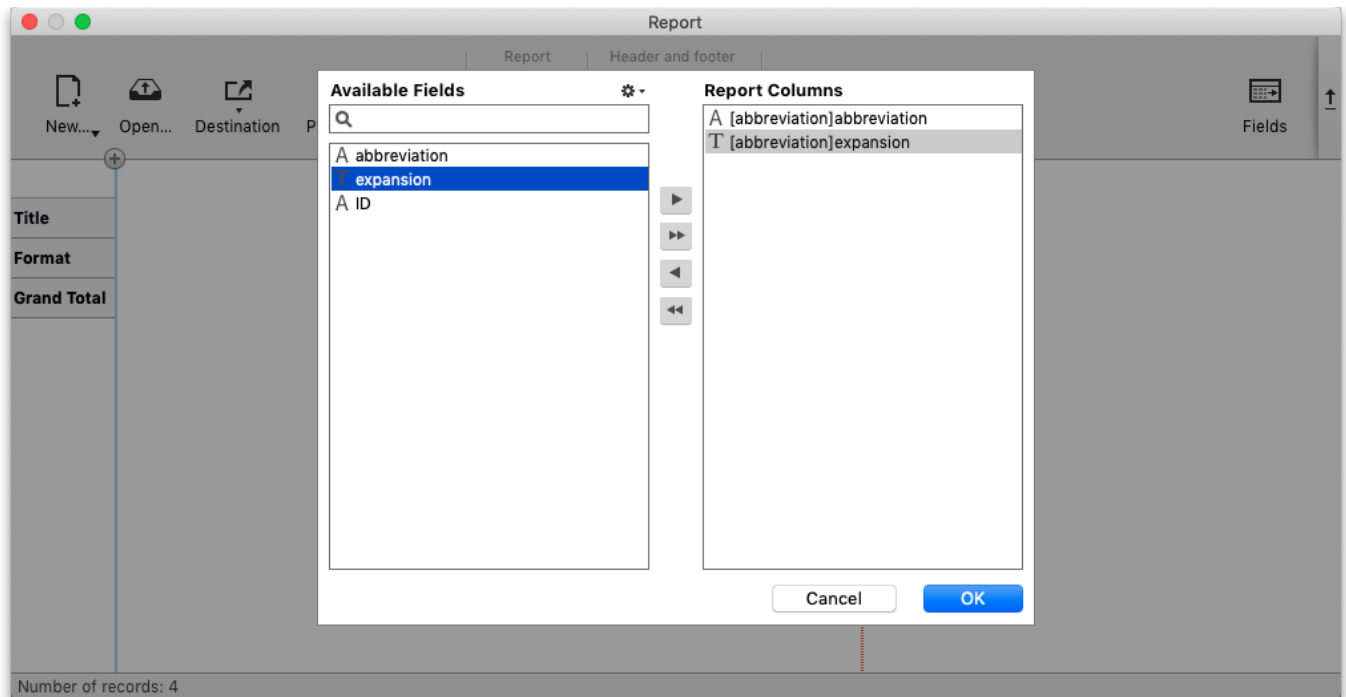 Report
Report Header and footer
New... Open... Destination P Fields
Available Fields
abbreviation
expansion
ID
Report Columns
[abbreviation]abbreviation
[abbreviation]expansion
Title
Format
Grand Total
Cancel OK
Number of records: 4